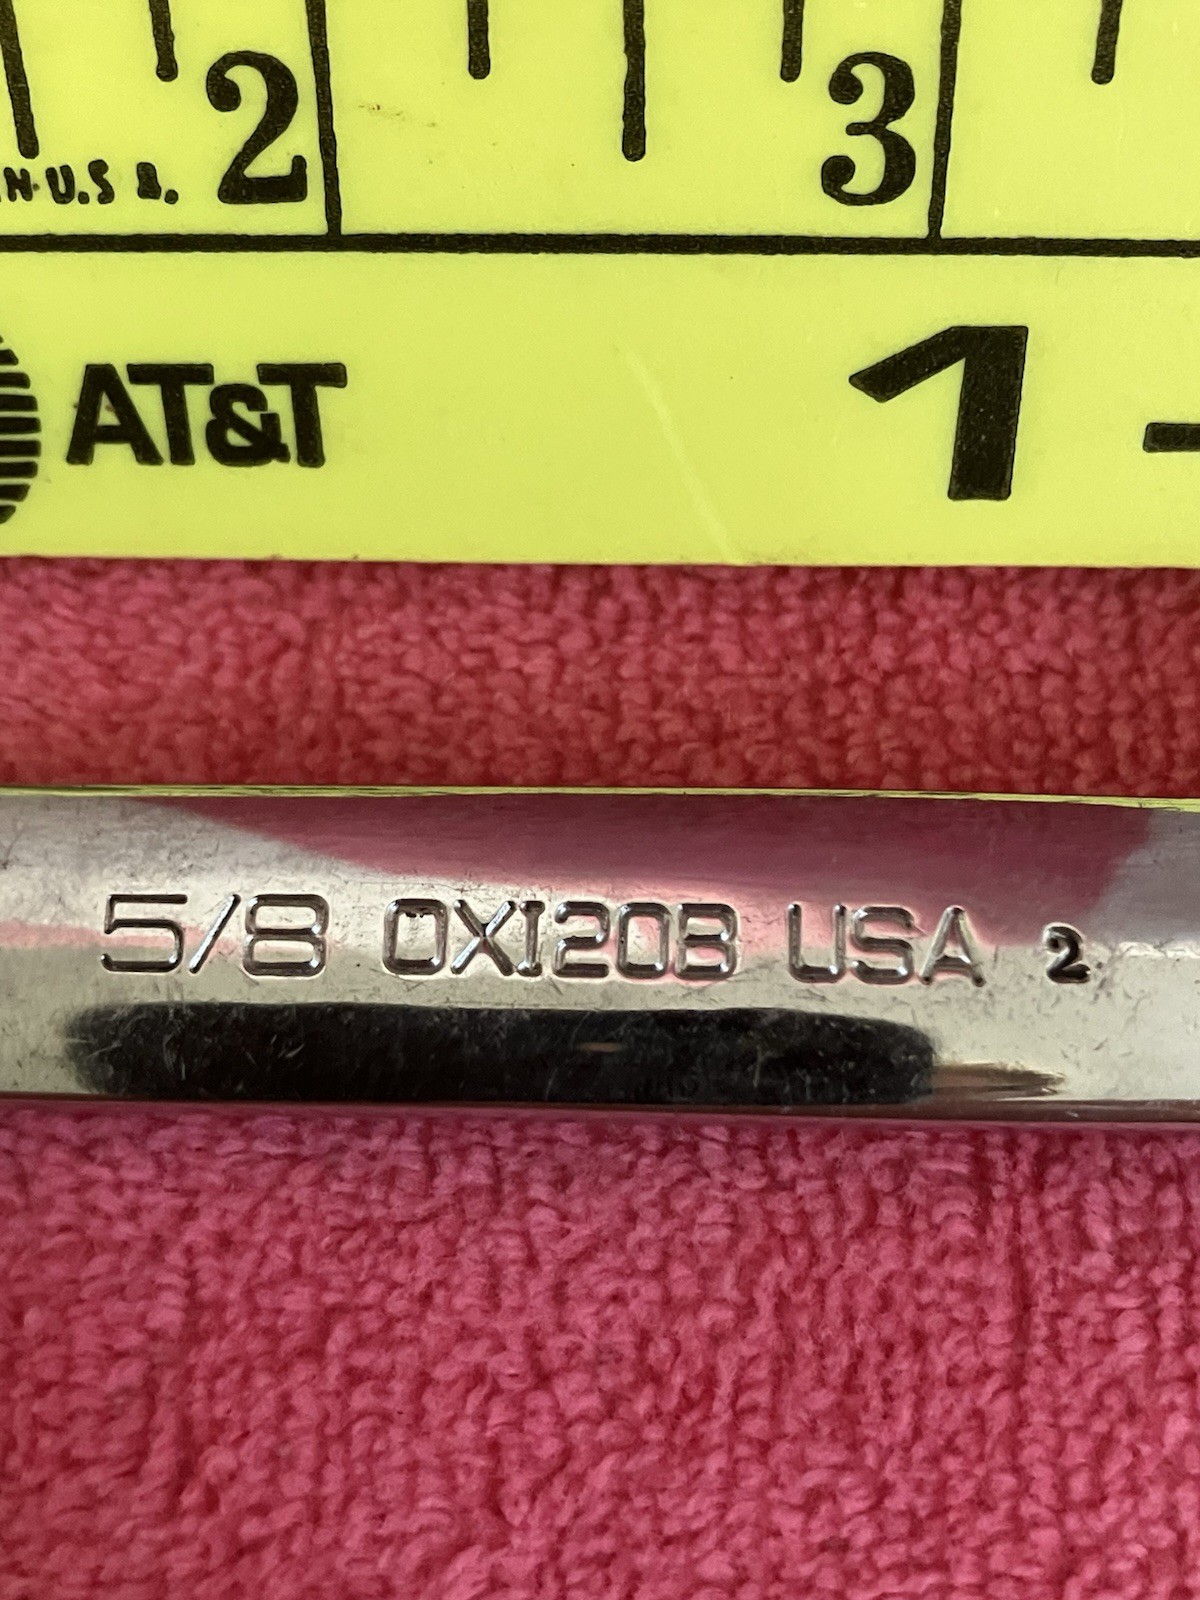 2 3
U.S.A.
AT&T 1
5/8 OXI20B USA 2